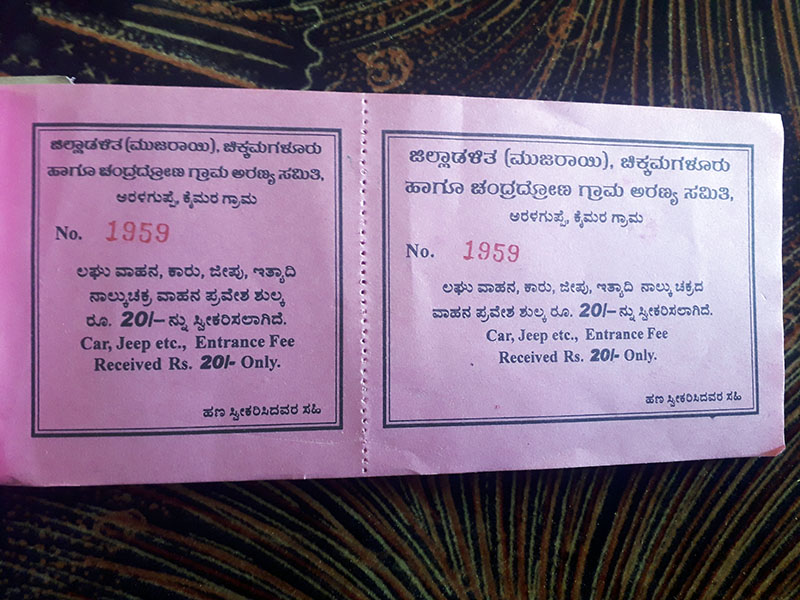 ಜಿಲ್ಲಾಡಳಿತ (ಮುಜರಾಯಿ), ಚಿಕ್ಕಮಗಳೂರು
ಹಾಗೂ ಚಂದ್ರದ್ರೋಣ ಗ್ರಾಮ ಅರಣ್ಯ ಸಮಿತಿ,
ಅರಳಗುಪ್ಪೆ, ಕೈಮರ ಗ್ರಾಮ
No. 1959
ಲಘು ವಾಹನ, ಕಾರು, ಜೀಪು, ಇತ್ಯಾದಿ
ನಾಲ್ಕುಚಕ್ರ ವಾಹನ ಪ್ರವೇಶ ಶುಲ್ಕ
ರೂ. 20/– ನ್ನು ಸ್ವೀಕರಿಸಲಾಗಿದೆ.
Car, Jeep etc., Entrance Fee
Received Rs. 20/- Only.
ಹಣ ಸ್ವೀಕರಿಸಿದವರ ಸಹಿ
ಜಿಲ್ಲಾಡಳಿತ (ಮುಜರಾಯಿ), ಚಿಕ್ಕಮಗಳೂರು
ಹಾಗೂ ಚಂದ್ರದ್ರೋಣ ಗ್ರಾಮ ಅರಣ್ಯ ಸಮಿತಿ,
ಅರಳಗುಪ್ಪೆ, ಕೈಮರ ಗ್ರಾಮ
No. 1959
ಲಘು ವಾಹನ, ಕಾರು, ಜೀಪು, ಇತ್ಯಾದಿ ನಾಲ್ಕು ಚಕ್ರದ
ವಾಹನ ಪ್ರವೇಶ ಶುಲ್ಕ ರೂ. 20/– ನ್ನು ಸ್ವೀಕರಿಸಲಾಗಿದೆ.
Car, Jeep etc., Entrance Fee
Received Rs. 20/- Only.
ಹಣ ಸ್ವೀಕರಿಸಿದವರ ಸಹಿ